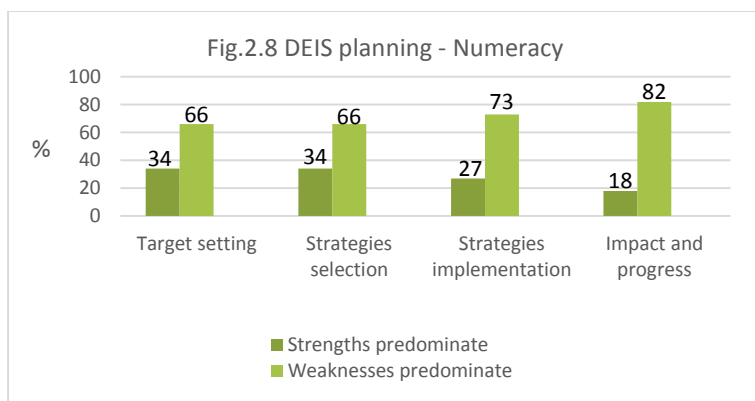 Fig.2.8 DEIS planning - Numeracy
100
80
60
40
20
0
%
34
66
34
66
27
73
18
82
Target setting
Strategies
selection
Strategies
implementation
Impact and
progress
Strengths predominate
Weaknesses predominate